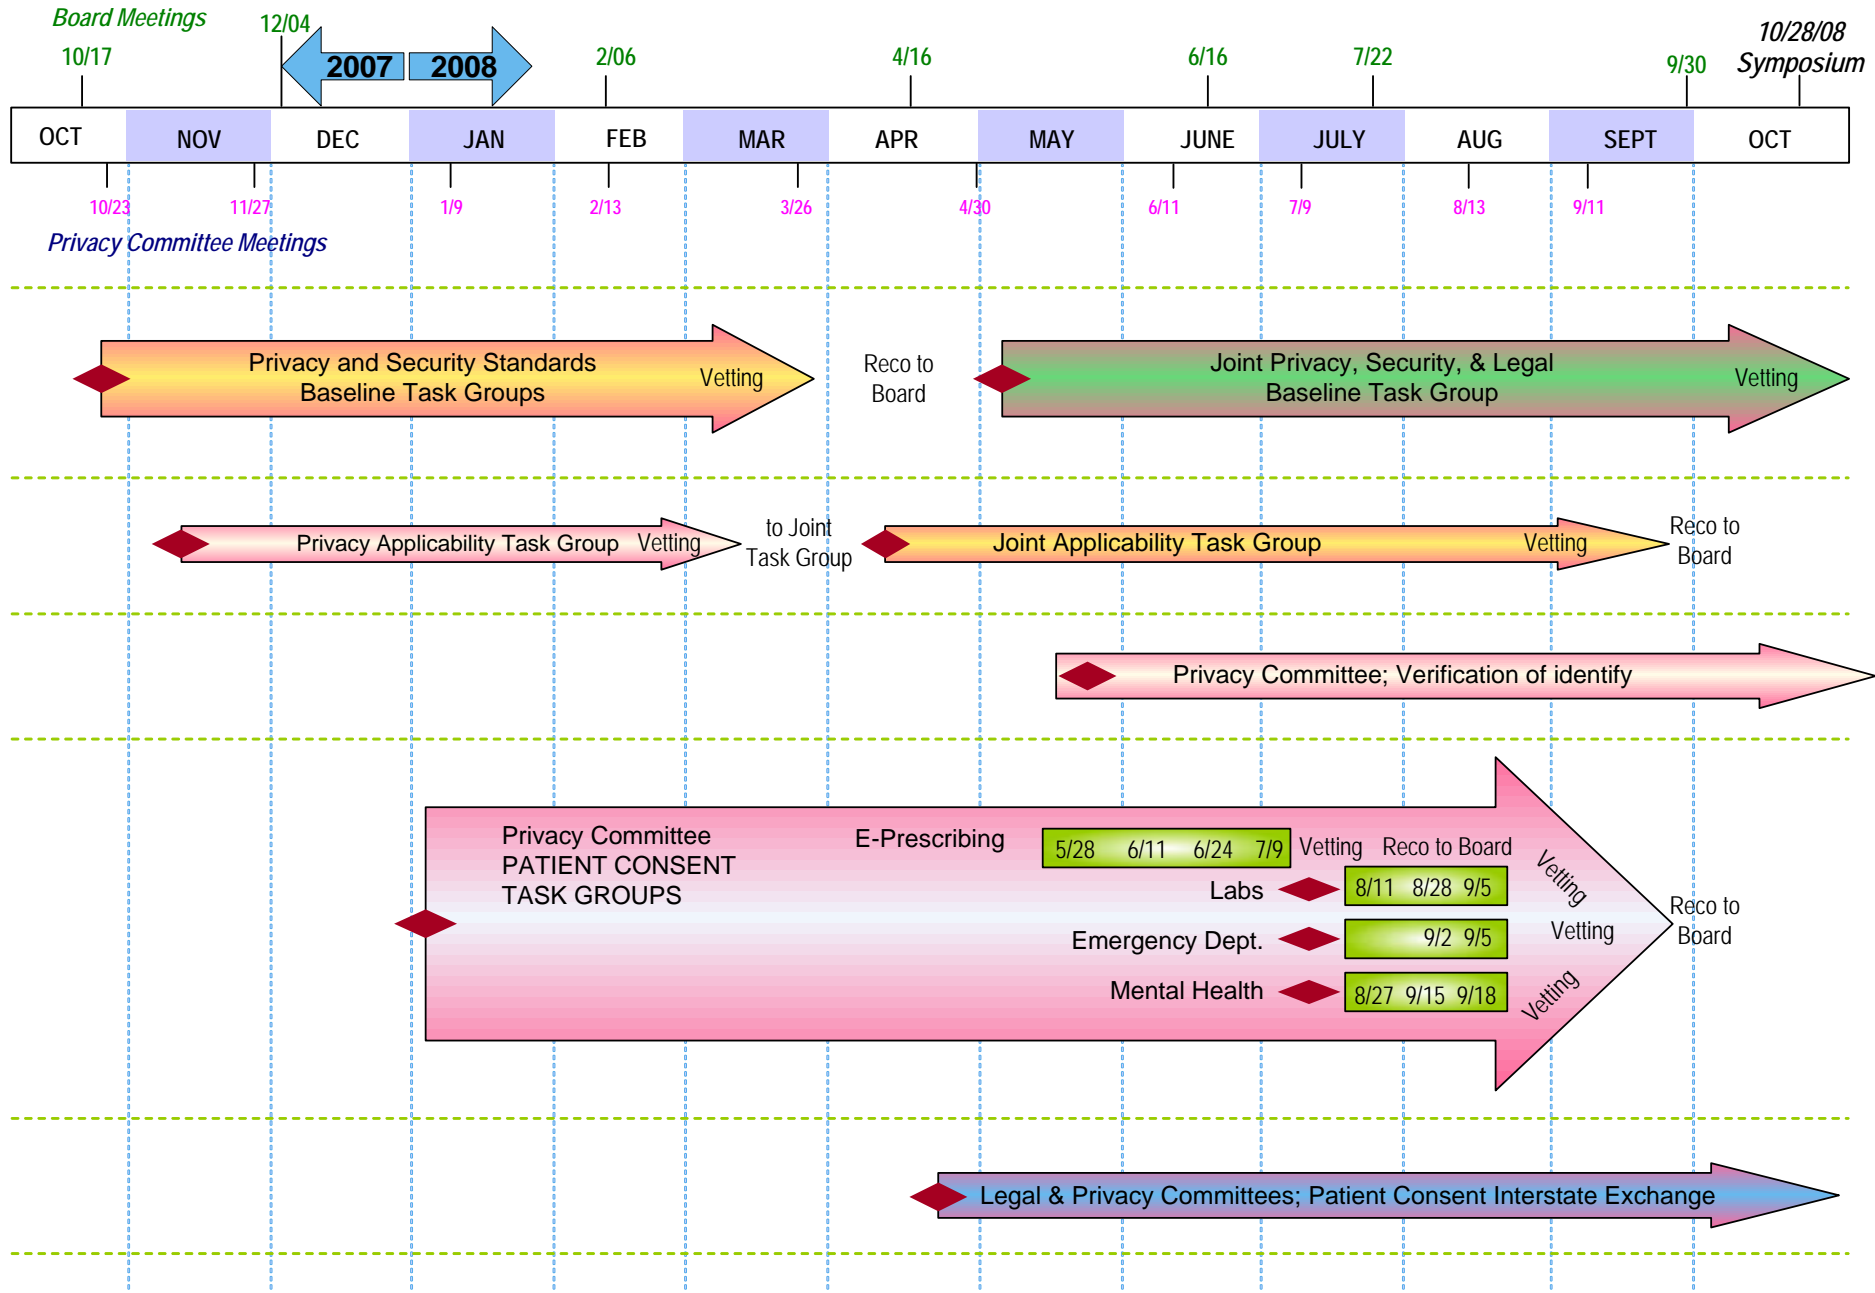 Board Meetings
10/17
12/04
2007
2008
2/06
4/16
6/16
7/22
9/30
10/28/08
Symposium
OCT
NOV
DEC
JAN
FEB
MAR
APR
MAY
JUNE
JULY
AUG
SEPT
OCT
10/23
11/27
1/9
2/13
3/26
4/30
6/11
7/9
8/13
9/11
Privacy Committee Meetings
Privacy and Security Standards
Baseline Task Groups
Vetting
Reco to
Board
Joint Privacy, Security, & Legal
Baseline Task Group
Vetting
Privacy Applicability Task Group
Vetting
to Joint
Task Group
Joint Applicability Task Group
Vetting
Reco to
Board
Privacy Committee; Verification of identify
Privacy Committee
PATIENT CONSENT
TASK GROUPS
E-Prescribing
5/28 6/11 6/24 7/9
Vetting
Reco to Board
Labs
8/11 8/28 9/5
Vetting
Emergency Dept.
9/2 9/5
Vetting
Mental Health
8/27 9/15 9/18
Vetting
Reco to
Board
Legal & Privacy Committees; Patient Consent Interstate Exchange